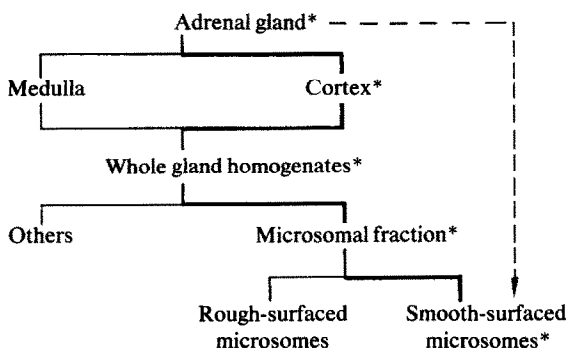 Adrenal gland*
Medulla Cortex*
Whole gland homogenates*
Others Microsomal fraction*
Rough-surfaced Smooth-surfaced
microsomes microsomes*